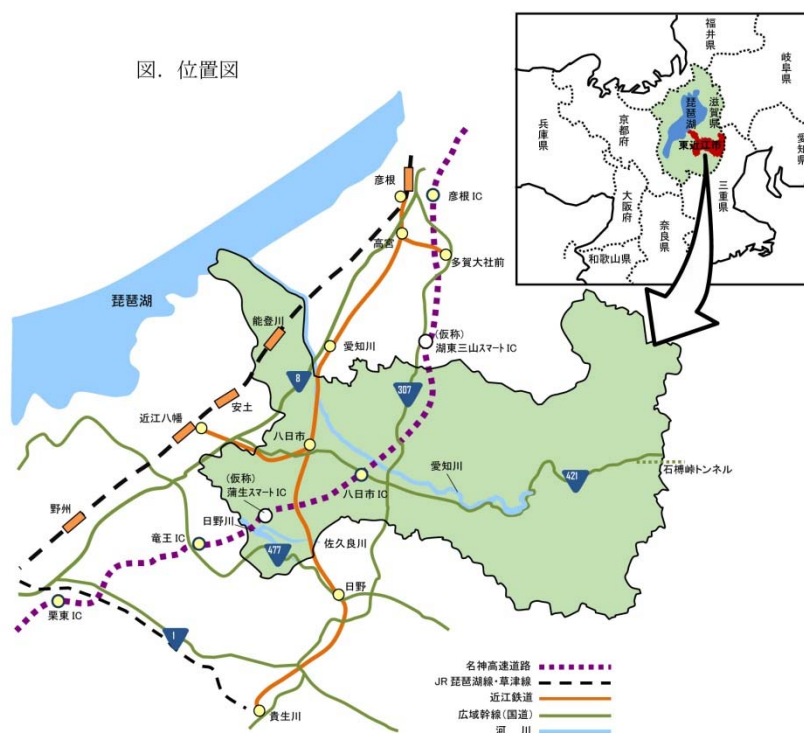 図．位置図
福井県
岐阜県
滋賀県
琵琶湖
京都府
兵庫県
愛知県
東近江市
三重県
大阪府
奈良県
和歌山県
彦根
彦根 IC
高宮
多賀大社前
琵琶湖
能登川
愛知川
(仮称)
湖東三山スマート IC
8
307
安土
近江八幡
八日市
愛知川
石榑峠トンネル
421
(仮称)
蒲生スマート IC
八日市 IC
野州
日野川
佐久良川
竜王 IC
477
日野
栗東 IC
1
貴生川
名神高速道路
JR 琵琶湖線・草津線
近江鉄道
広域幹線(国道)
河　川